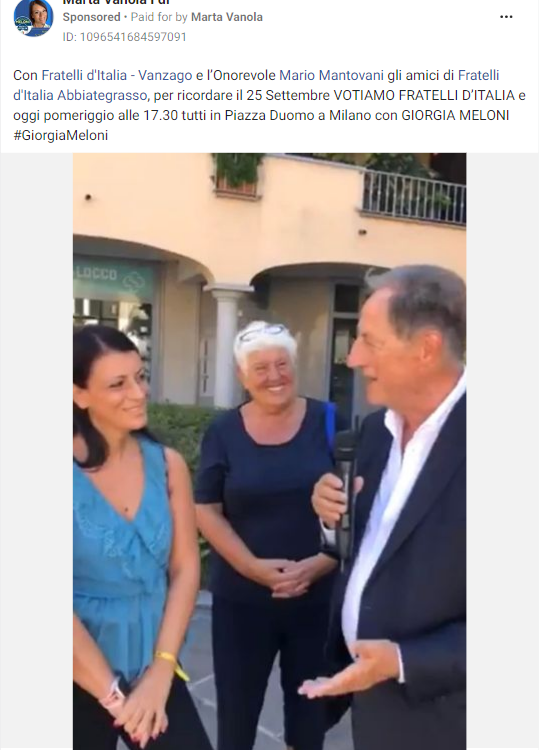 Marta Vanola FdI
Sponsored • Paid for by Marta Vanola
ID: 1096541684597091
Con Fratelli d'Italia - Vanzago e l'Onorevole Mario Mantovani gli amici di Fratelli
d'Italia Abbiategrasso, per ricordare il 25 Settembre VOTIAMO FRATELLI D'ITALIA e
oggi pomeriggio alle 17.30 tutti in Piazza Duomo a Milano con GIORGIA MELONI
#GiorgiaMeloni
LOCCO